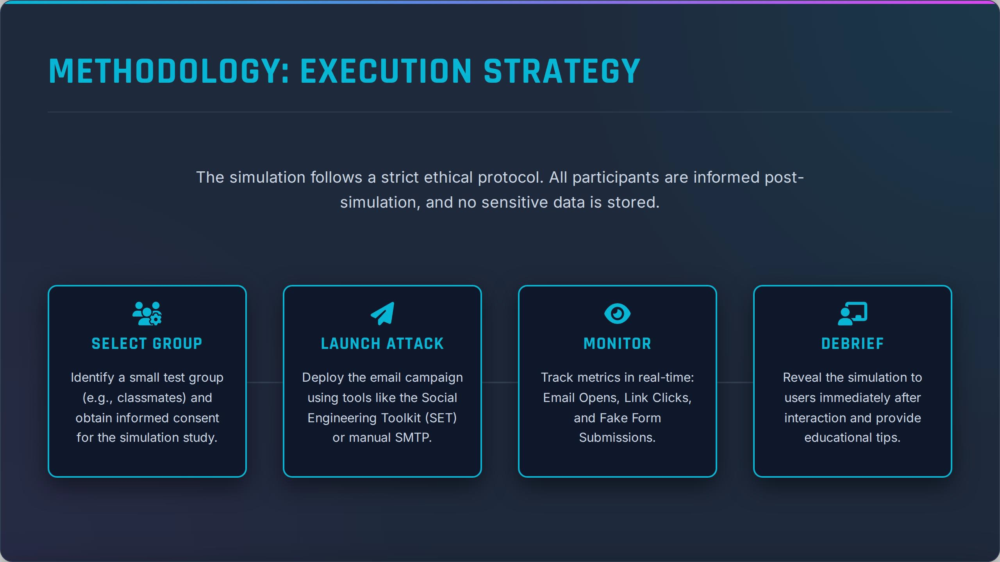 METHODOLOGY: EXECUTION STRATEGY
The simulation follows a strict ethical protocol. All participants are informed post-
simulation, and no sensitive data is stored.
SELECT GROUP
Identify a small test group
(e.g., classmates) and
obtain informed consent
for the simulation study.
LAUNCH ATTACK
Deploy the email campaign
using tools like the Social
Engineering Toolkit (SET)
or manual SMTP.
MONITOR
Track metrics in real-time:
Email Opens, Link Clicks,
and Fake Form
Submissions.
DEBRIEF
Reveal the simulation to
users immediately after
interaction and provide
educational tips.